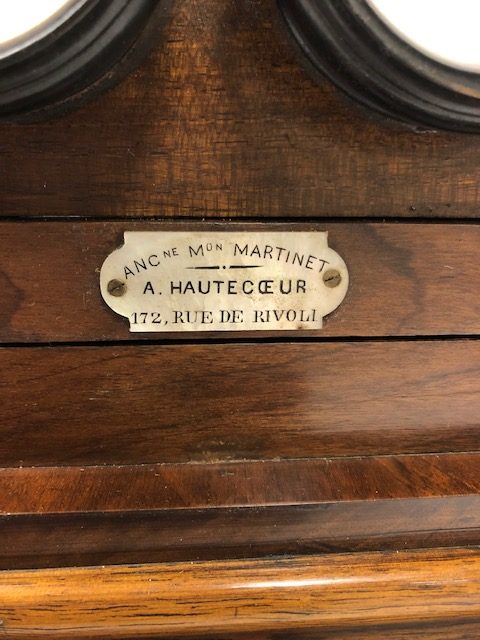 ANCNE MON MARTINET
A. HAUTECŒUR
172, RUE DE RIVOLI